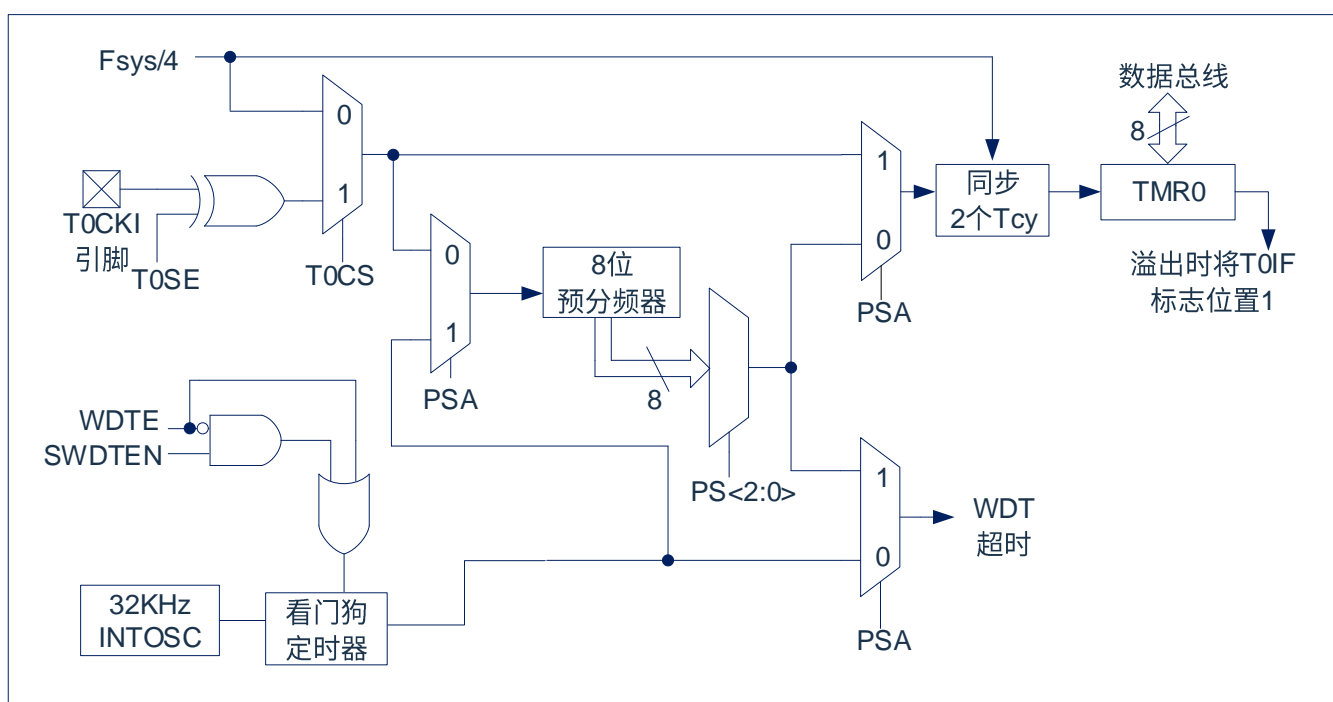 Fsys/4
数据总线
8
0
1
1
0
T0CKI
引脚
T0SE
T0CS
同步
2个Tcy
TMR0
溢出时将T0IF
标志位置1
PSA
0
1
PSA
8位
预分频器
8
PS<2:0>
WDTE
SWDTEN
1
0
WDT
超时
PSA
32KHz
INTOSC
看门狗
定时器